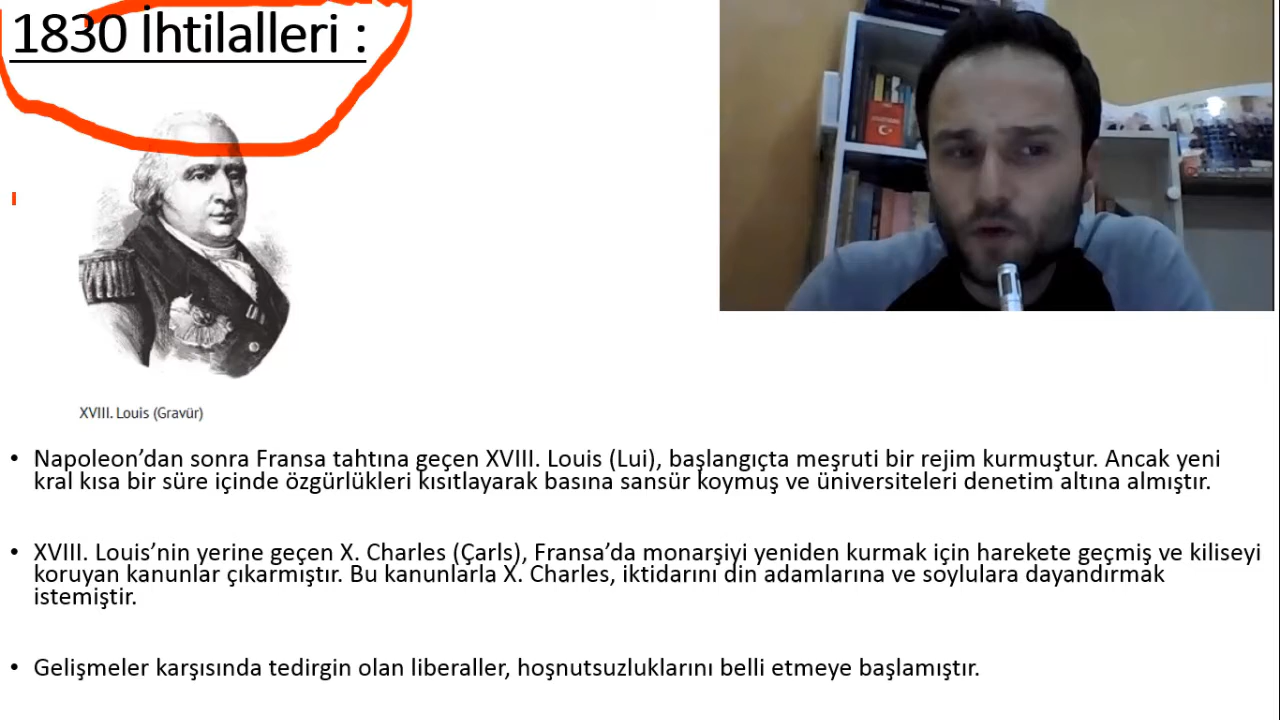 1830 İhtilalleri :
XVIII. Louis (Gravür)
• Napoleon’dan sonra Fransa tahtına geçen XVIII. Louis (Lui), başlangıçta meşruti bir rejim kurmuştur. Ancak yeni
kral kısa bir süre içinde özgürlükleri kısıtlayarak basına sansür koymuş ve üniversiteleri denetim altına almıştır.
• XVIII. Louis’nin yerine geçen X. Charles (Çarls), Fransa’da monarşiyi yeniden kurmak için harekete geçmiş ve kiliseyi
koruyan kanunlar çıkarmıştır. Bu kanunlarla X. Charles, iktidarını din adamlarına ve soylulara dayandırmak
istemiştir.
• Gelişmeler karşısında tedirgin olan liberaller, hoşnutsuzluklarını belli etmeye başlamıştır.